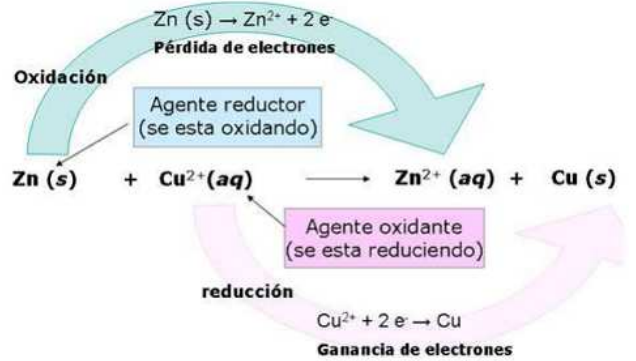 Zn (s) → Zn²⁺ + 2 e⁻
Pérdida de electrones
Oxidación
Agente reductor
(se esta oxidando)
Zn (s) + Cu²⁺(aq) → Zn²⁺ (aq) + Cu (s)
Agente oxidante
(se esta reduciendo)
reducción
Cu²⁺ + 2 e⁻ → Cu
Ganancia de electrones